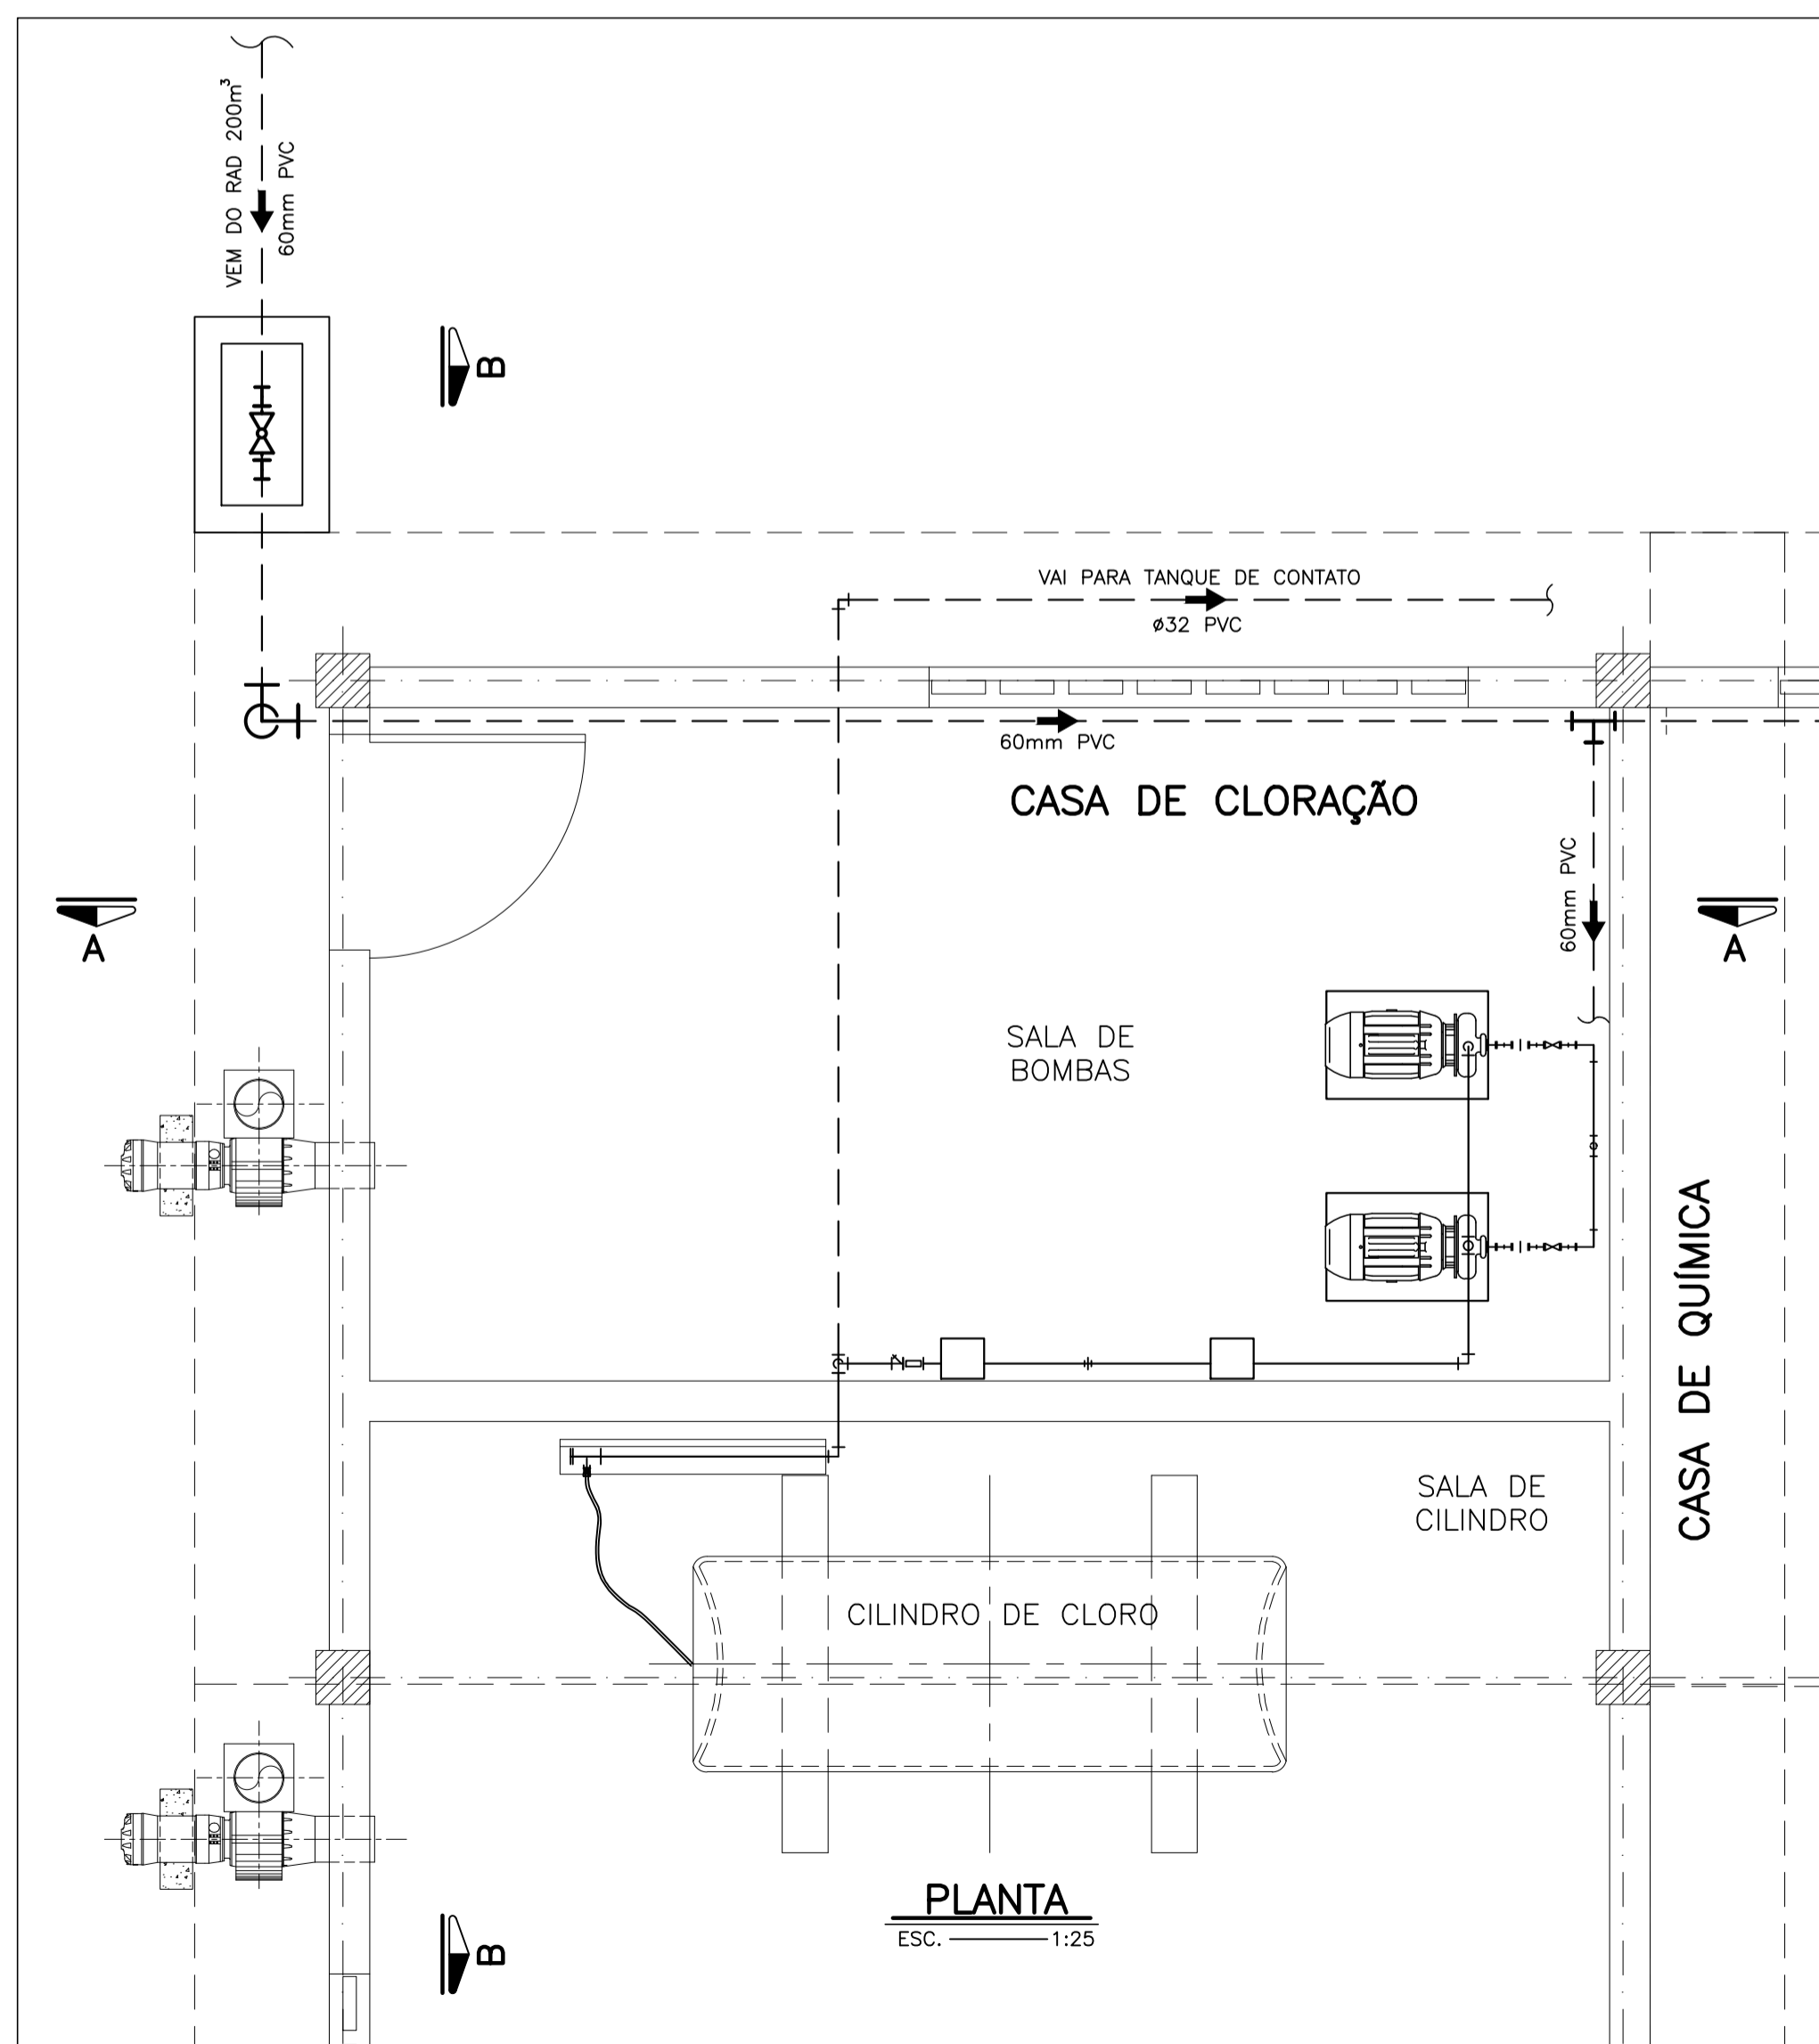 VEM DO RAD 200m³
60mm PVC
B
VAI PARA TANQUE DE CONTATO
ø32 PVC
60mm PVC
CASA DE CLORAÇÃO
60mm PVC
A
A
SALA DE
BOMBAS
CASA DE QUÍMICA
SALA DE
CILINDRO
CILINDRO DE CLORO
PLANTA
ESC. 1:25
B